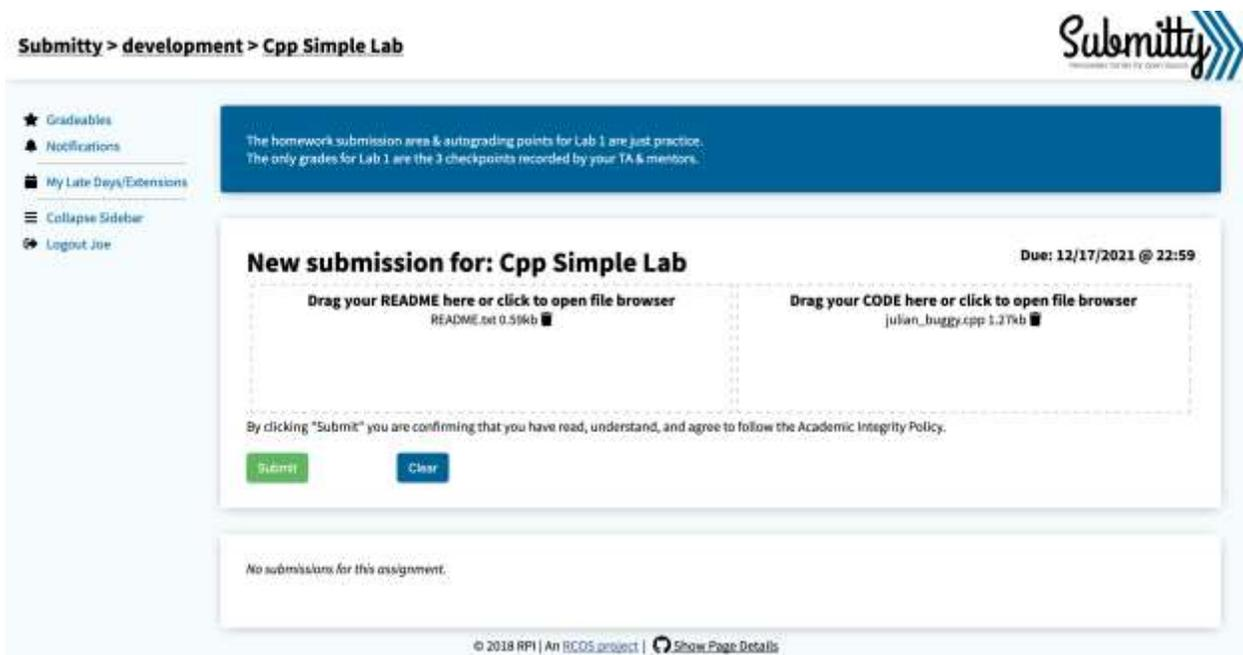 Submitty > development > Cpp Simple Lab
Submitty
Gradeables
Notifications
My Late Days/Extensions
Collapse Sidebar
Logout Joe
The homework submission area & autograding points for Lab 1 are just practice.
The only grades for Lab 1 are the 3 checkpoints recorded by your TA & mentors.
New submission for: Cpp Simple Lab
Due: 12/17/2021 @ 22:59
Drag your README here or click to open file browser
README.txt 0.59kb
Drag your CODE here or click to open file browser
julian_buggy.cpp 1.27kb
By clicking "Submit" you are confirming that you have read, understand, and agree to follow the Academic Integrity Policy.
Submit
Clear
No submissions for this assignment.
© 2018 RPI | An RCOS project | Show Page Details